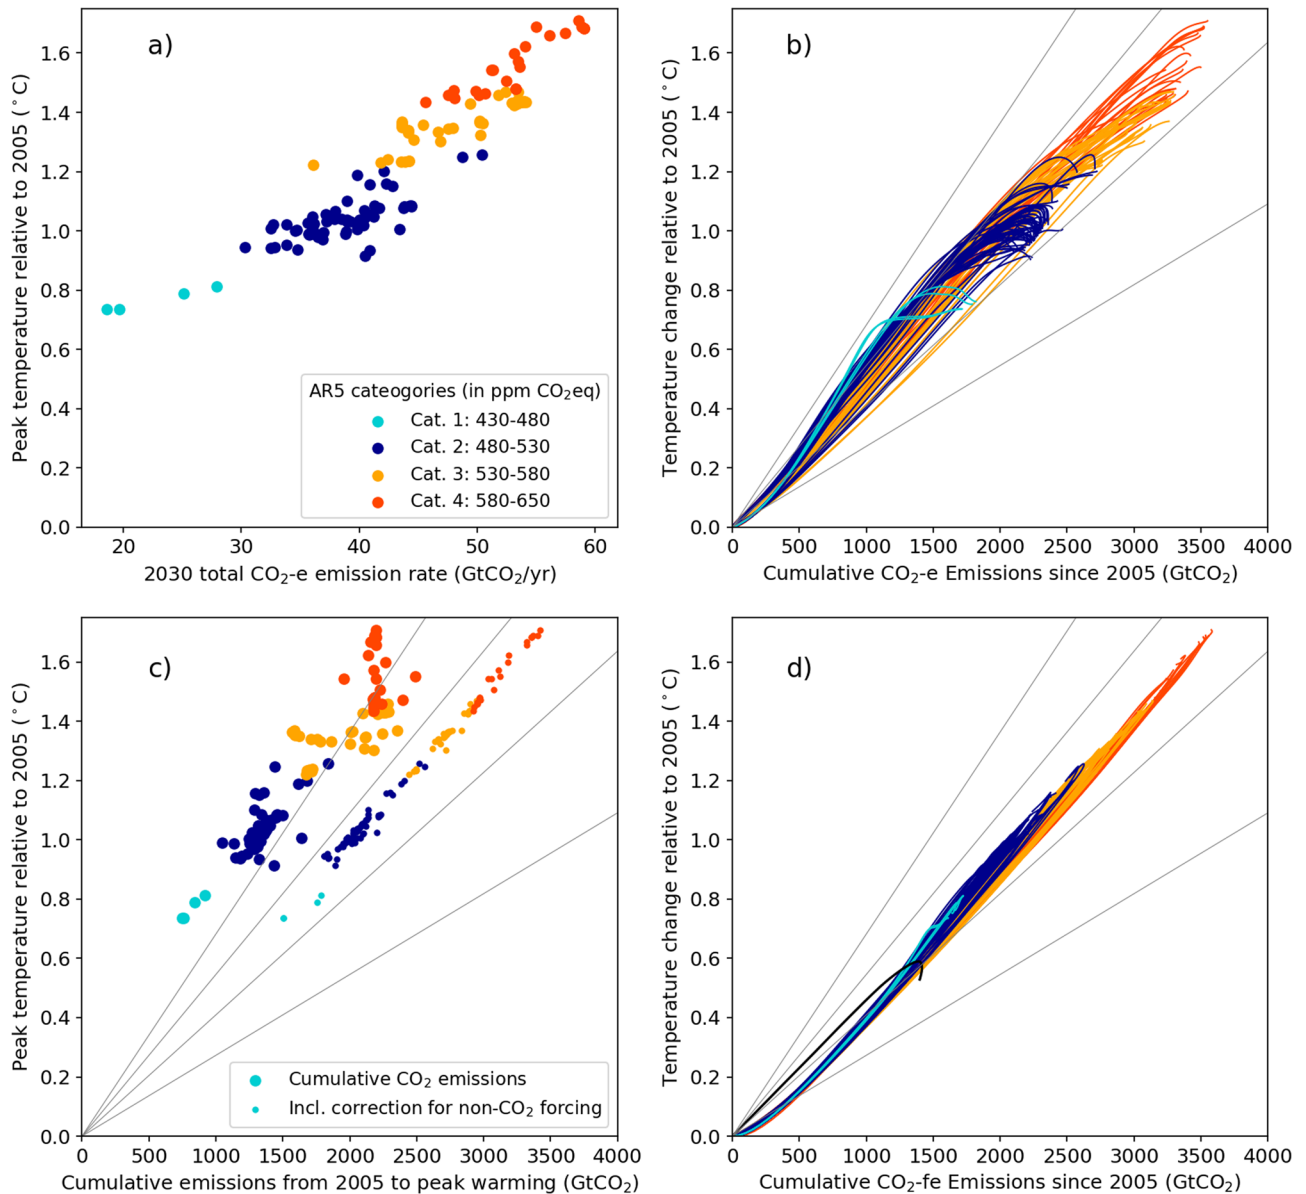 a)
Peak temperature relative to 2005 (°C)
1.6
1.4
1.2
1.0
0.8
0.6
0.4
0.2
0.0
AR5 cateogories (in ppm CO₂eq)
Cat. 1: 430-480
Cat. 2: 480-530
Cat. 3: 530-580
Cat. 4: 580-650
20 30 40 50 60
2030 total CO₂-e emission rate (GtCO₂/yr)
b)
Temperature change relative to 2005 (°C)
1.6
1.4
1.2
1.0
0.8
0.6
0.4
0.2
0.0
0 500 1000 1500 2000 2500 3000 3500 4000
Cumulative CO₂-e Emissions since 2005 (GtCO₂)
c)
Peak temperature relative to 2005 (°C)
1.6
1.4
1.2
1.0
0.8
0.6
0.4
0.2
0.0
Cumulative CO₂ emissions
Incl. correction for non-CO₂ forcing
0 500 1000 1500 2000 2500 3000 3500 4000
Cumulative emissions from 2005 to peak warming (GtCO₂)
d)
Temperature change relative to 2005 (°C)
1.6
1.4
1.2
1.0
0.8
0.6
0.4
0.2
0.0
0 500 1000 1500 2000 2500 3000 3500 4000
Cumulative CO₂-fe Emissions since 2005 (GtCO₂)